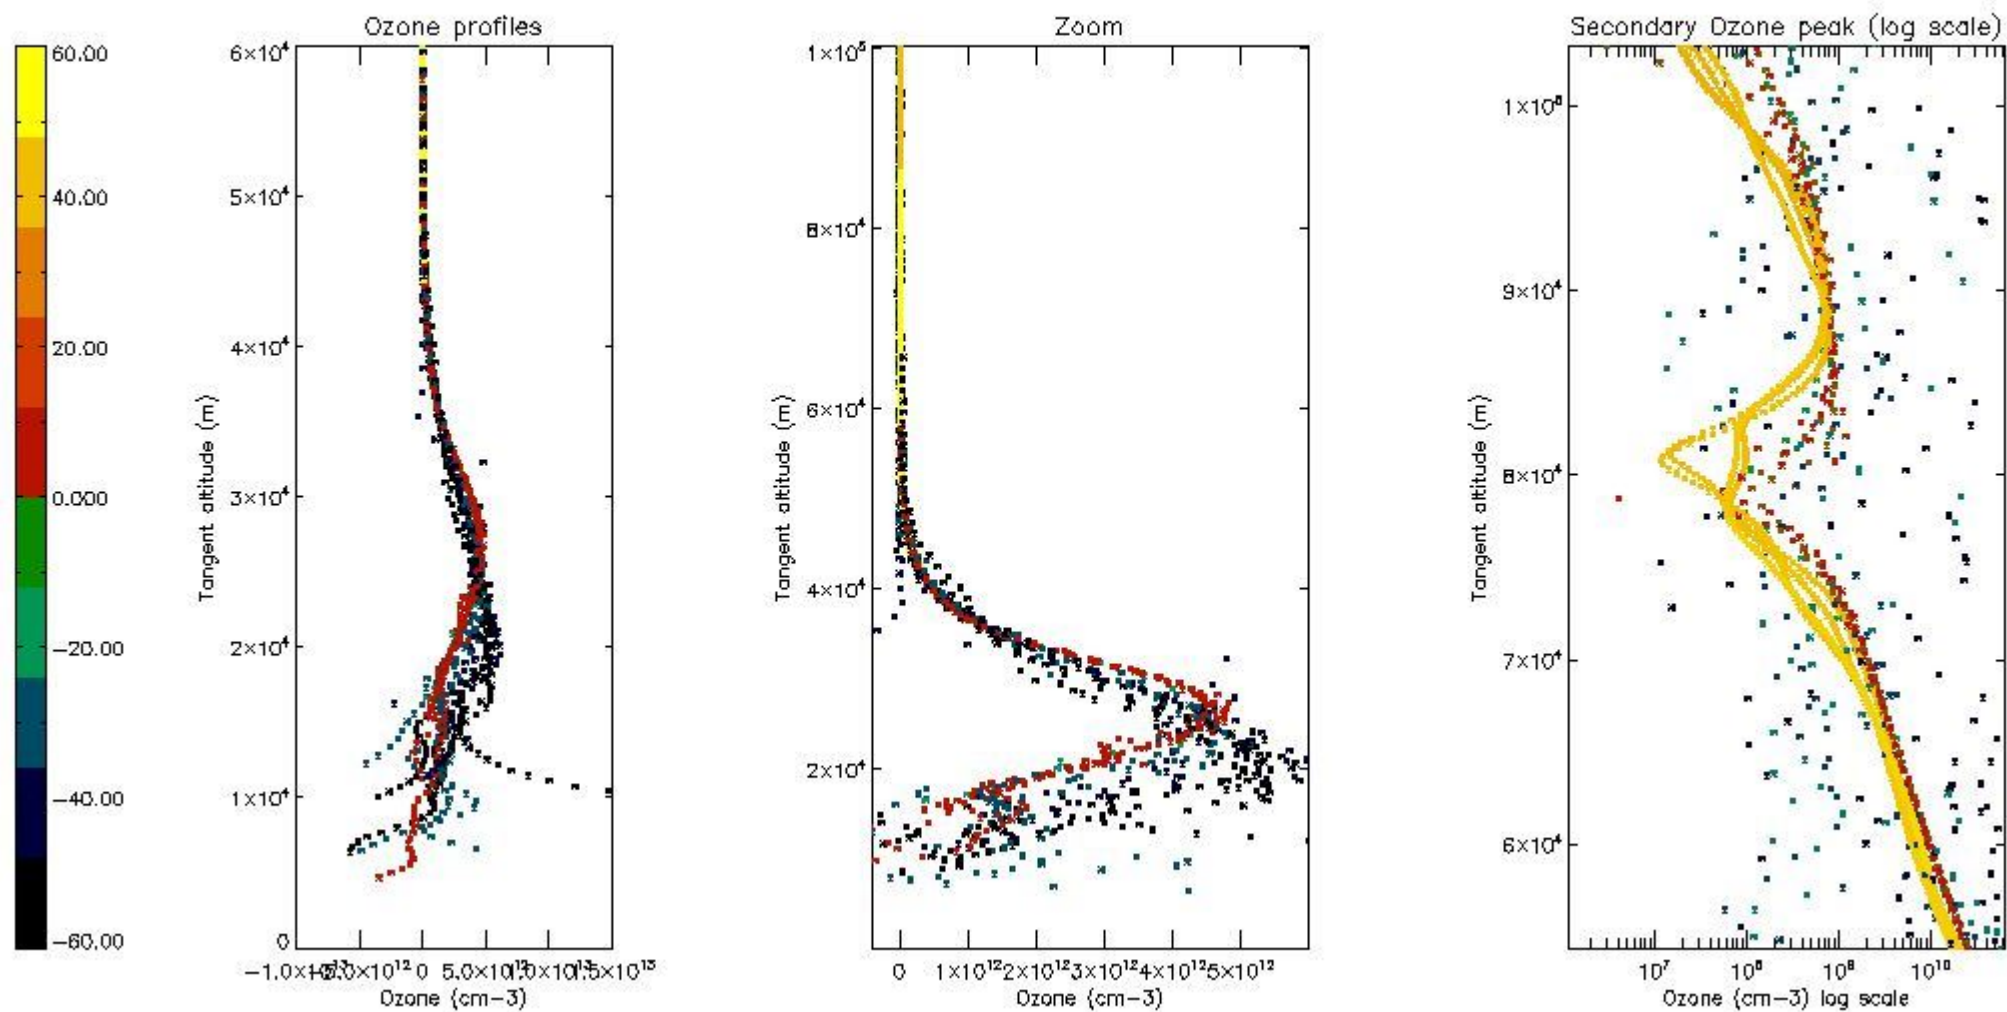 Ozone profiles
Zoom
Secondary Ozone peak (log scale)
60.00
40.00
20.00
0.000
−20.00
−40.00
−60.00
6×10⁴
5×10⁴
4×10⁴
3×10⁴
2×10⁴
1×10⁴
0
Tangent altitude (m)
0
5.0×10¹²
1.5×10¹³
Ozone (cm−3)
1×10⁵
8×10⁴
6×10⁴
4×10⁴
2×10⁴
Tangent altitude (m)
0 1×10¹² 2×10¹² 3×10¹² 4×10¹² 5×10¹²
Ozone (cm−3)
9×10⁴
8×10⁴
7×10⁴
6×10⁴
Tangent altitude (m)
10⁷ 10¹⁰
Ozone (cm−3) log scale